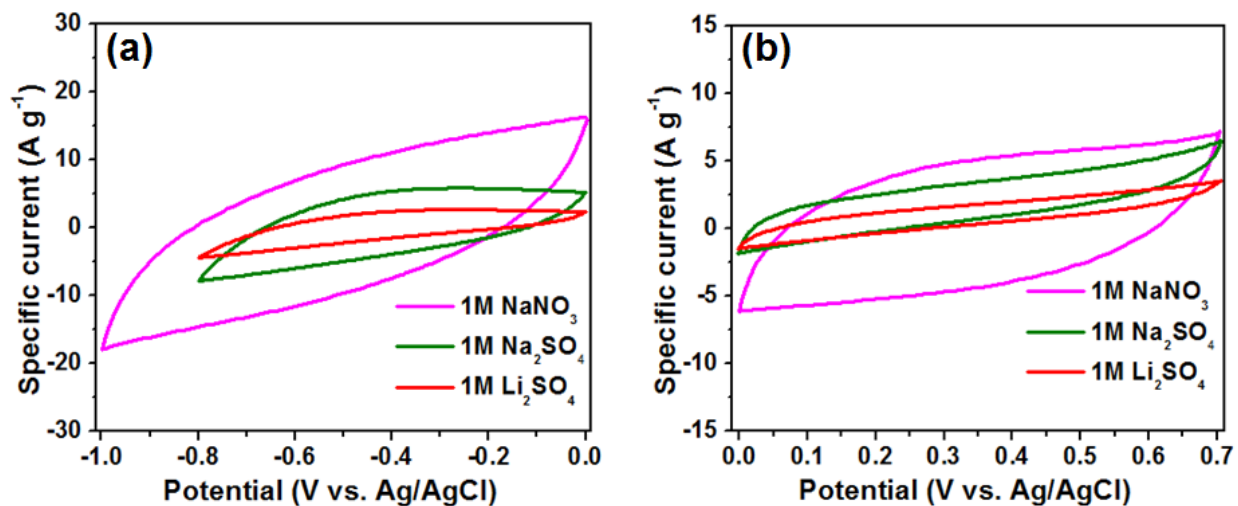 (a)
Specific current (A g⁻¹)
30
20
10
0
-10
-20
-30
1M NaNO₃
1M Na₂SO₄
1M Li₂SO₄
-1.0 -0.8 -0.6 -0.4 -0.2 0.0
Potential (V vs. Ag/AgCl)
(b)
Specific current (A g⁻¹)
15
10
5
0
-5
-10
-15
1M NaNO₃
1M Na₂SO₄
1M Li₂SO₄
0.0 0.1 0.2 0.3 0.4 0.5 0.6 0.7
Potential (V vs. Ag/AgCl)